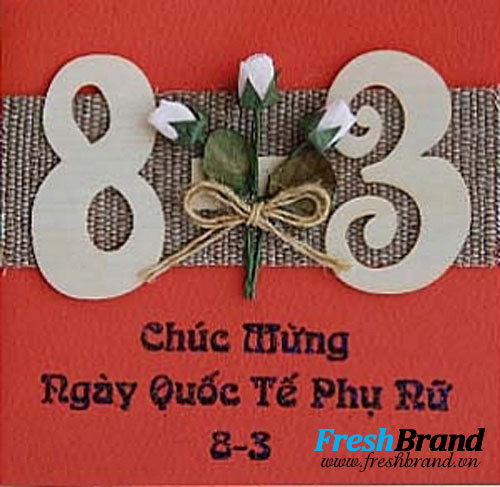 8-3
Chúc Mừng
Ngày Quốc Tế Phụ Nữ
8-3
FreshBrand
www.freshbrand.vn